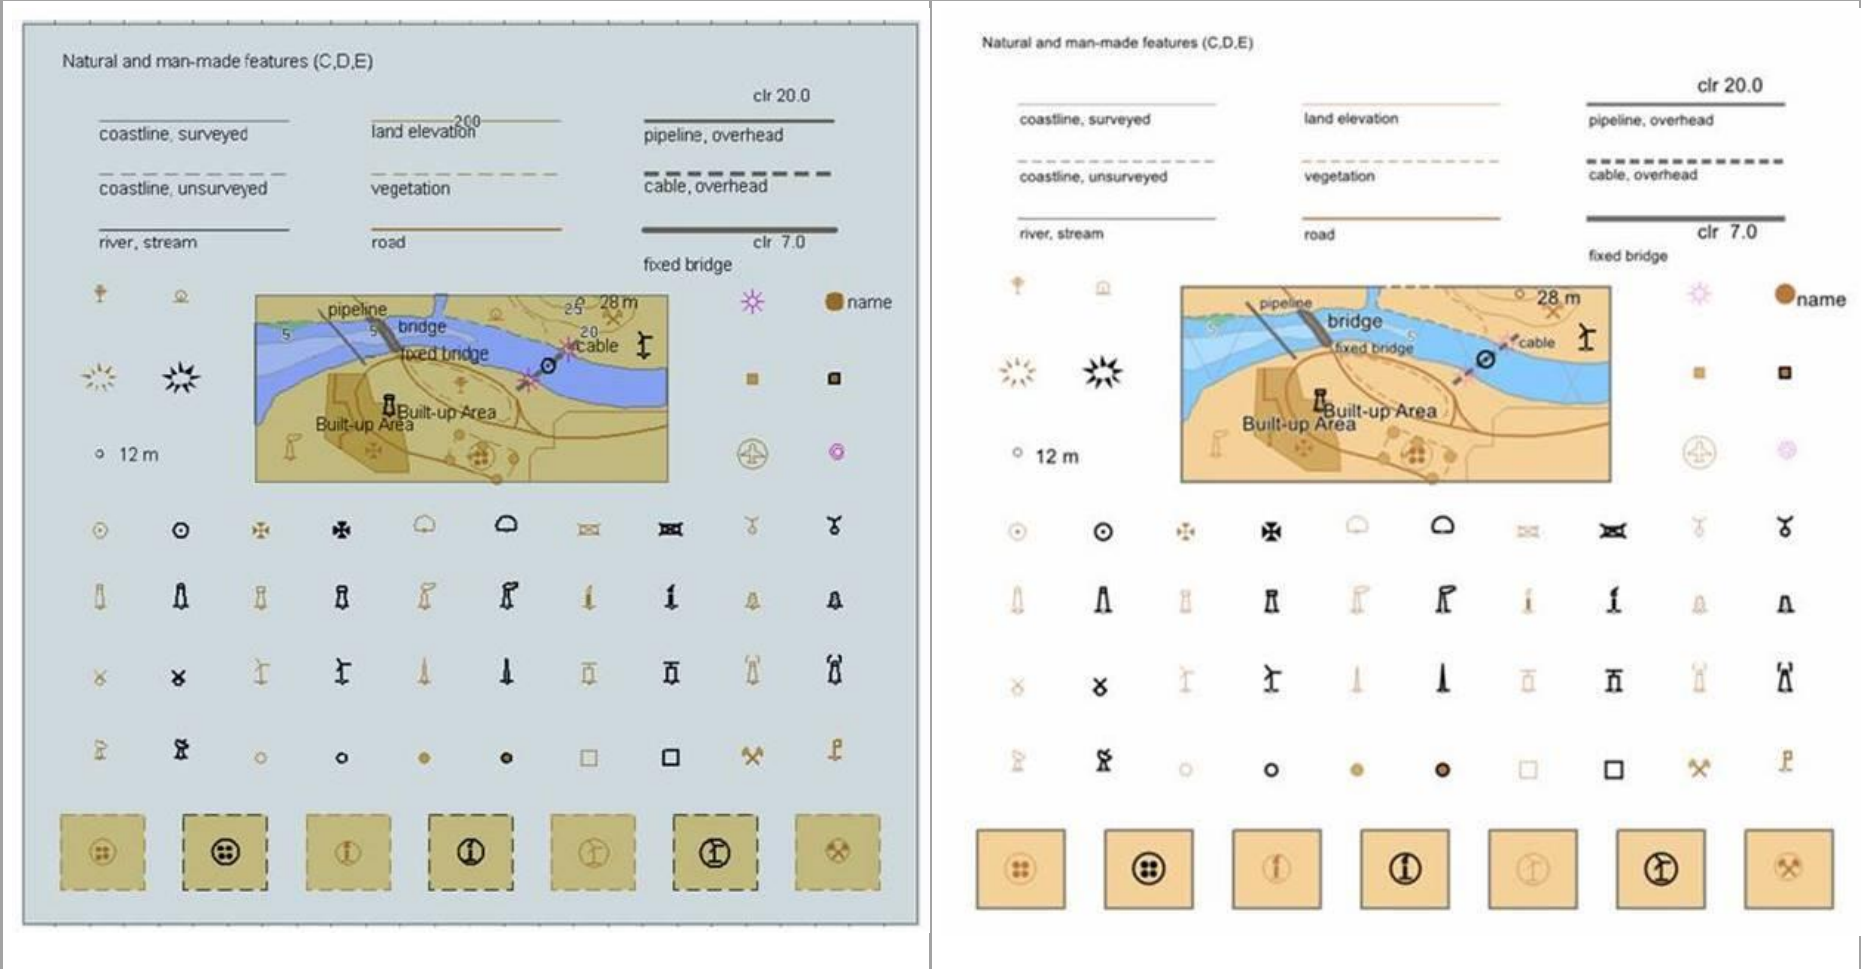 Natural and man-made features (C,D,E)
clr 20.0
200
coastline, surveyed
land elevation
pipeline, overhead
coastline, unsurveyed
vegetation
cable, overhead
river, stream
road
clr 7.0
fixed bridge
name
pipeline
25
28 m
5
5
bridge
20
fixed bridge
cable
Built-up Area
Built-up Area
12 m
Natural and man-made features (C,D,E)
clr 20.0
coastline, surveyed
land elevation
pipeline, overhead
coastline, unsurveyed
vegetation
cable, overhead
river, stream
road
clr 7.0
fixed bridge
name
pipeline
28 m
5
bridge
5
fixed bridge
cable
Built-up Area
Built-up Area
12 m